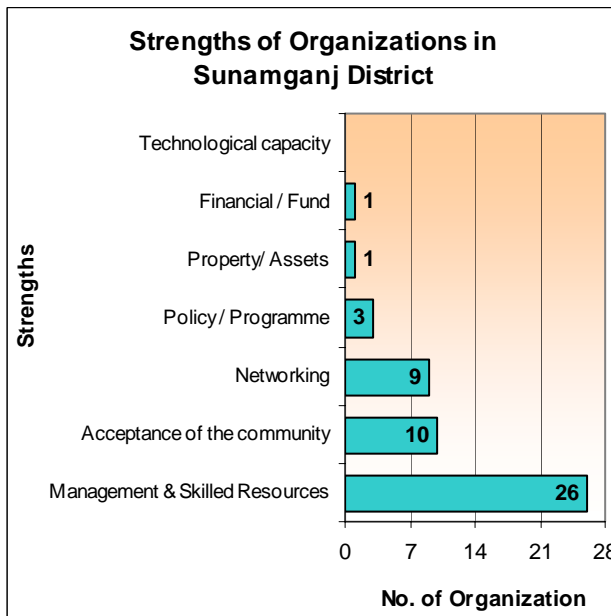 Strengths of Organizations in
Sunamganj District
Strengths
Technological capacity
Financial / Fund
1
Property/ Assets
1
Policy / Programme
3
Networking
9
Acceptance of the community
10
Management & Skilled Resources
26
0 7 14 21 28
No. of Organization